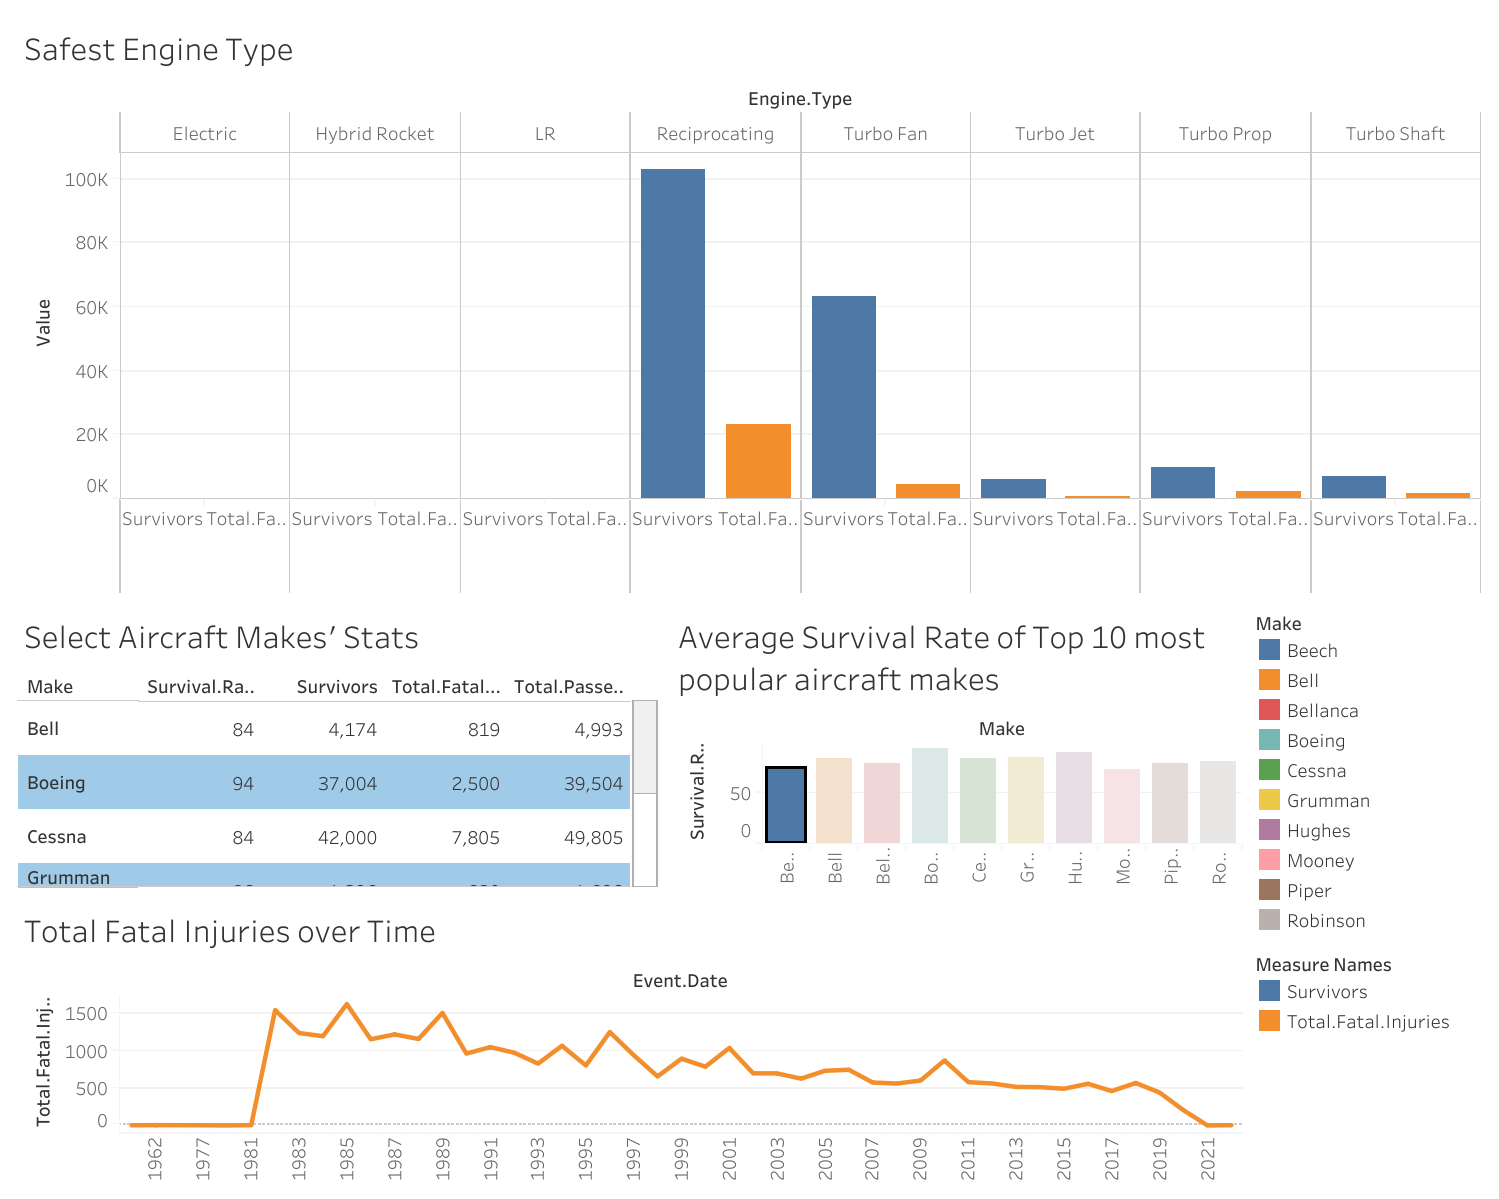 Safest Engine Type
Engine.Type
Electric Hybrid Rocket LR Reciprocating Turbo Fan Turbo Jet Turbo Prop Turbo Shaft
100K
80K
60K
40K
20K
0K
Value
Survivors Total.Fa.. Survivors Total.Fa.. Survivors Total.Fa.. Survivors Total.Fa.. Survivors Total.Fa.. Survivors Total.Fa.. Survivors Total.Fa.. Survivors Total.Fa..
Select Aircraft Makes' Stats
Make Survival.Ra.. Survivors Total.Fatal... Total.Passe..
Bell 84 4,174 819 4,993
Boeing 94 37,004 2,500 39,504
Cessna 84 42,000 7,805 49,805
Grumman
Average Survival Rate of Top 10 most
popular aircraft makes
Make
Survival.R..
50
0
Be.. Bell Bel.. Bo.. Ce.. Gr.. Hu.. Mo.. Pip.. Ro..
Make
Beech
Bell
Bellanca
Boeing
Cessna
Grumman
Hughes
Mooney
Piper
Robinson
Measure Names
Survivors
Total.Fatal.Injuries
Total Fatal Injuries over Time
Event.Date
Total.Fatal.Inj..
1500
1000
500
0
1962 1977 1981 1983 1985 1987 1989 1991 1993 1995 1997 1999 2001 2003 2005 2007 2009 2011 2013 2015 2017 2019 2021